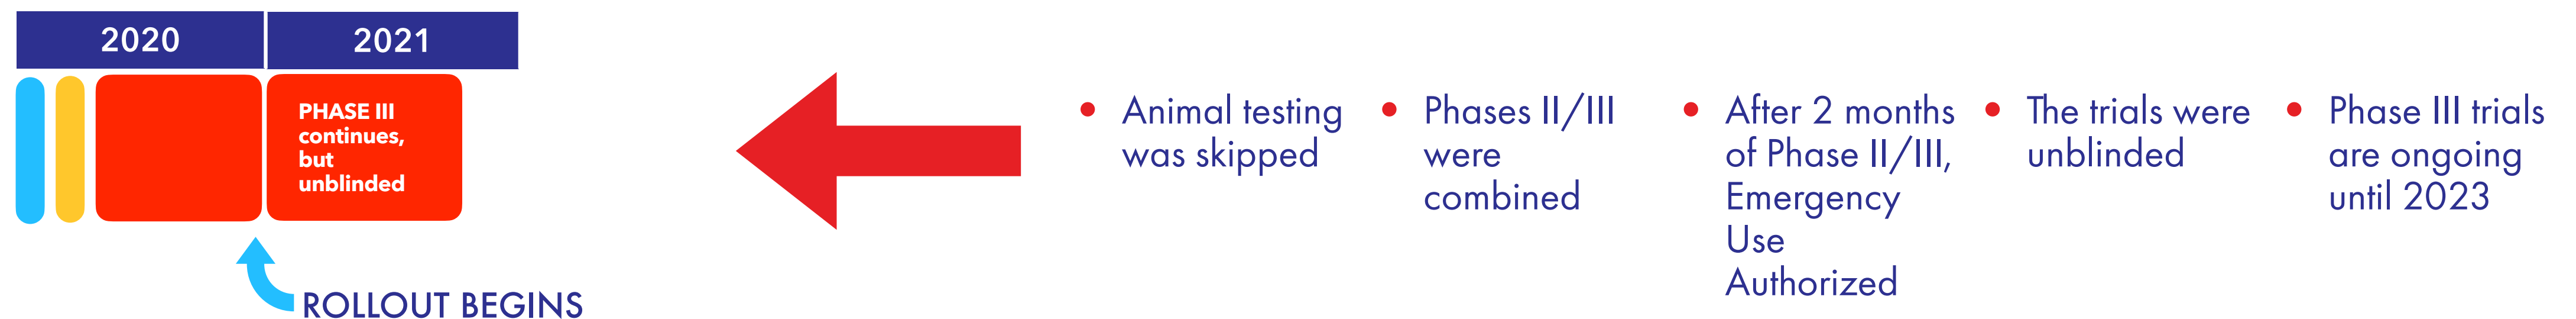 2020
2021
PHASE III
continues,
but
unblinded
ROLLOUT BEGINS
• Animal testing
was skipped
• Phases II/III
were
combined
• After 2 months
of Phase II/III,
Emergency
Use
Authorized
• The trials were
unblinded
• Phase III trials
are ongoing
until 2023